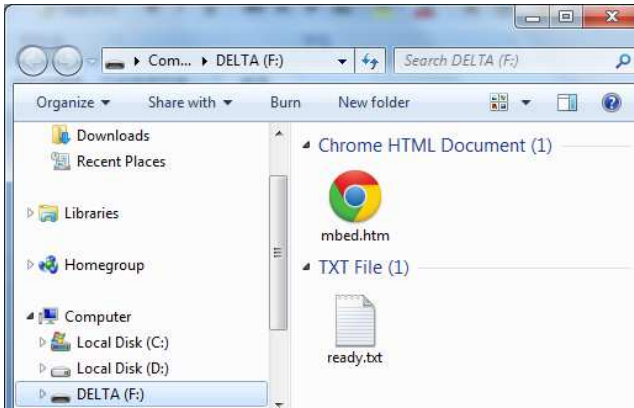 Com... DELTA (F:)
Search DELTA (F:)
Organize
Share with
Burn
New folder
Downloads
Recent Places
Libraries
Homegroup
Computer
Local Disk (C:)
Local Disk (D:)
DELTA (F:)
Chrome HTML Document (1)
mbed.htm
TXT File (1)
ready.txt